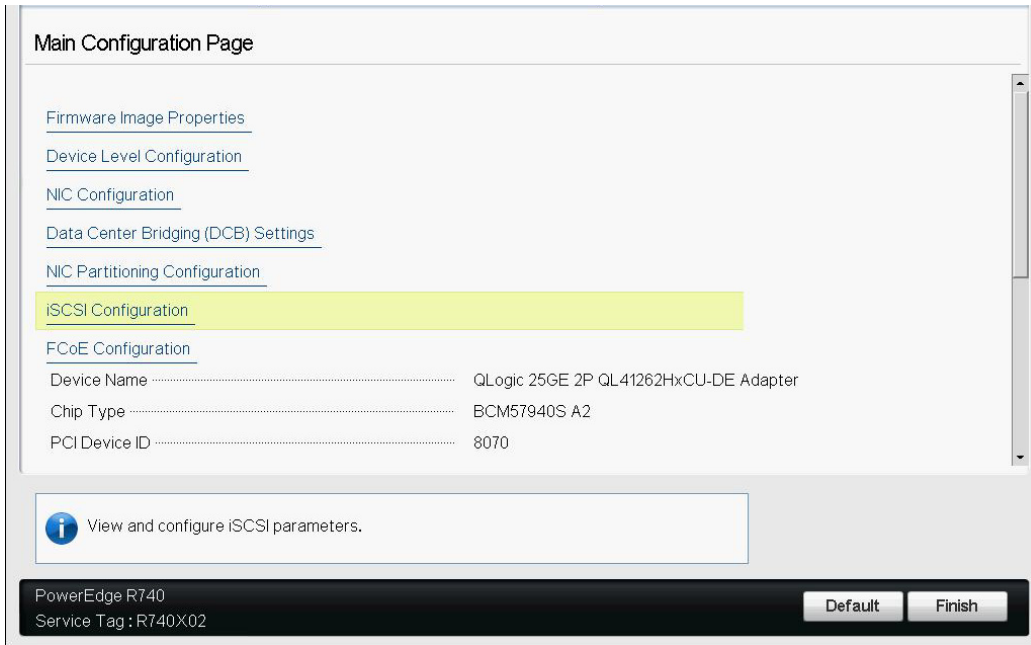 Main Configuration Page
Firmware Image Properties
Device Level Configuration
NIC Configuration
Data Center Bridging (DCB) Settings
NIC Partitioning Configuration
iSCSI Configuration
FCoE Configuration
Device Name QLogic 25GE 2P QL41262HxCU-DE Adapter
Chip Type BCM57940S A2
PCI Device ID 8070
View and configure iSCSI parameters.
PowerEdge R740
Service Tag : R740X02
Default Finish